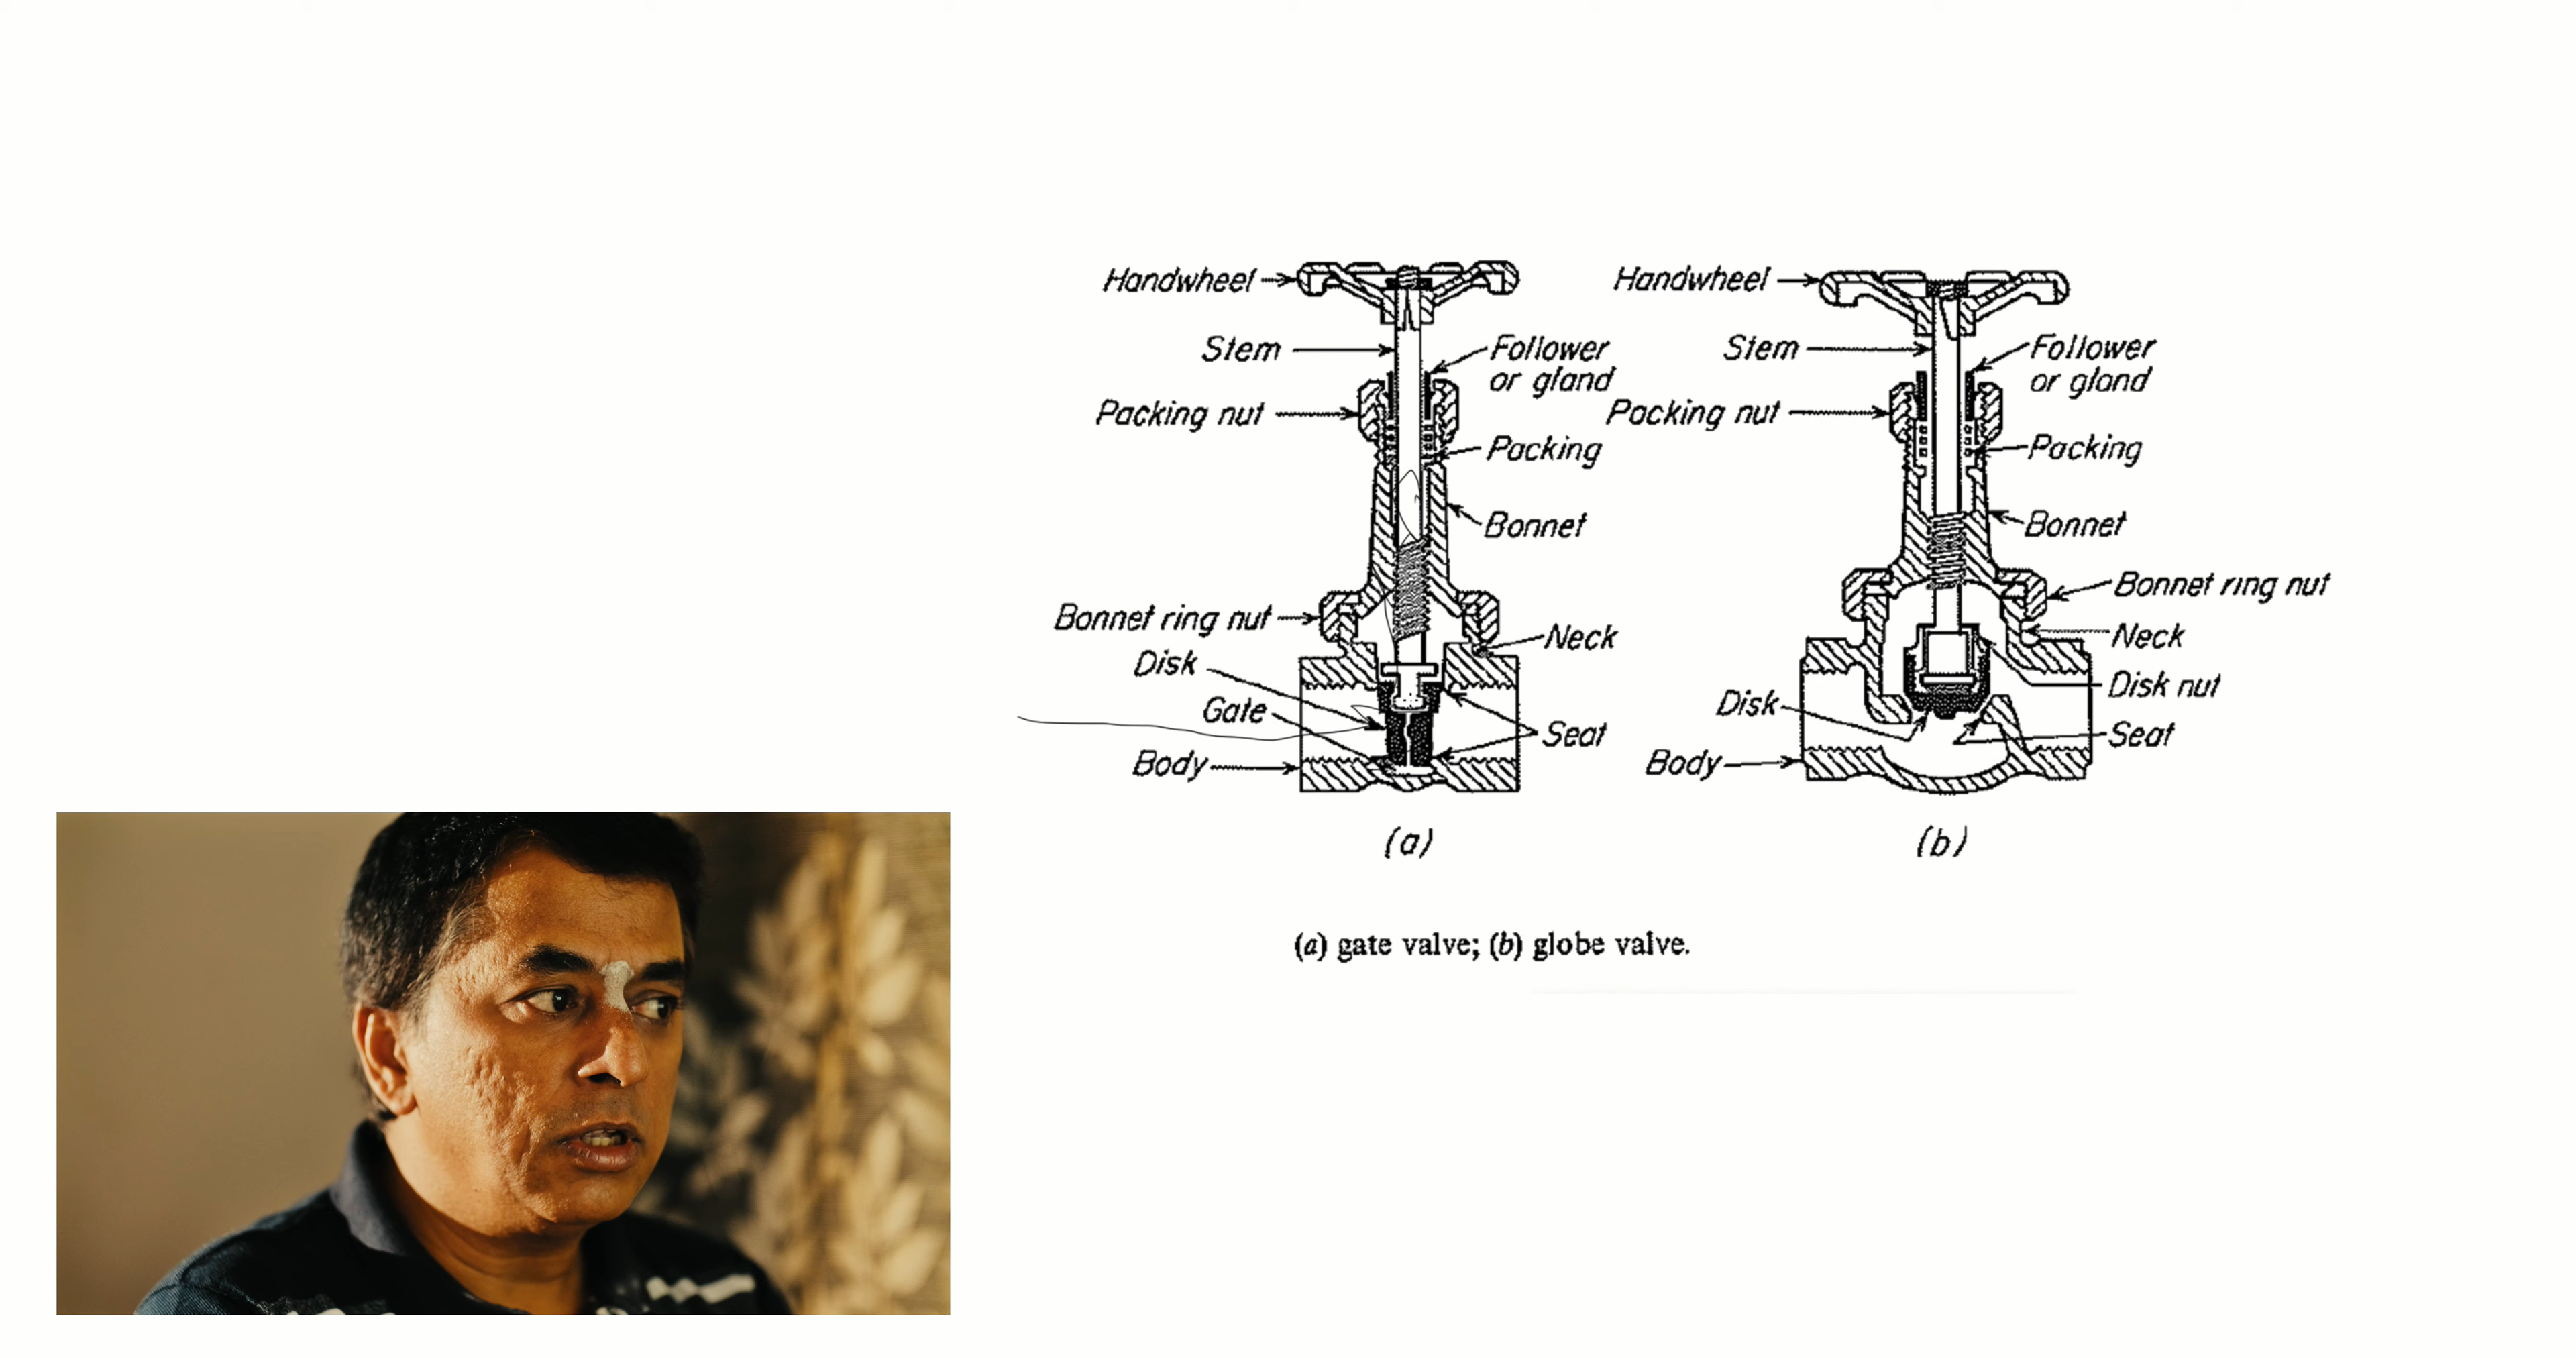 Handwheel
Stem
Follower
or gland
Packing nut
Packing
Bonnet
Bonnet ring nut
Neck
Disk
Gate
Seat
Body
(a)
Handwheel
Stem
Follower
or gland
Packing nut
Packing
Bonnet
Bonnet ring nut
Neck
Disk nut
Disk
Seat
Body
(b)
(a) gate valve; (b) globe valve.